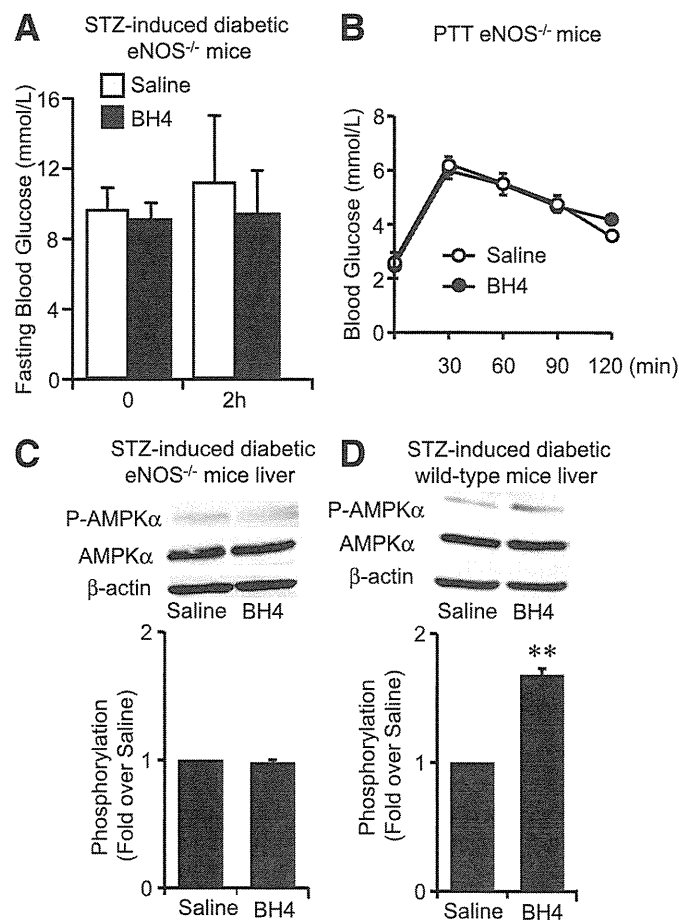 A
STZ-induced diabetic
eNOS-/- mice
Saline
BH4
Fasting Blood Glucose (mmol/L)
16
12
8
4
0
0
2h
B
PTT eNOS-/- mice
Blood Glucose (mmol/L)
8
6
4
2
0
Saline
BH4
30
60
90
120 (min)
C
STZ-induced diabetic
eNOS-/- mice liver
P-AMPKα
AMPKα
β-actin
Saline
BH4
Phosphorylation
(Fold over Saline)
2
1
0
Saline
BH4
D
STZ-induced diabetic
wild-type mice liver
P-AMPKα
AMPKα
β-actin
Saline
BH4
Phosphorylation
(Fold over Saline)
2
1
0
**
Saline
BH4